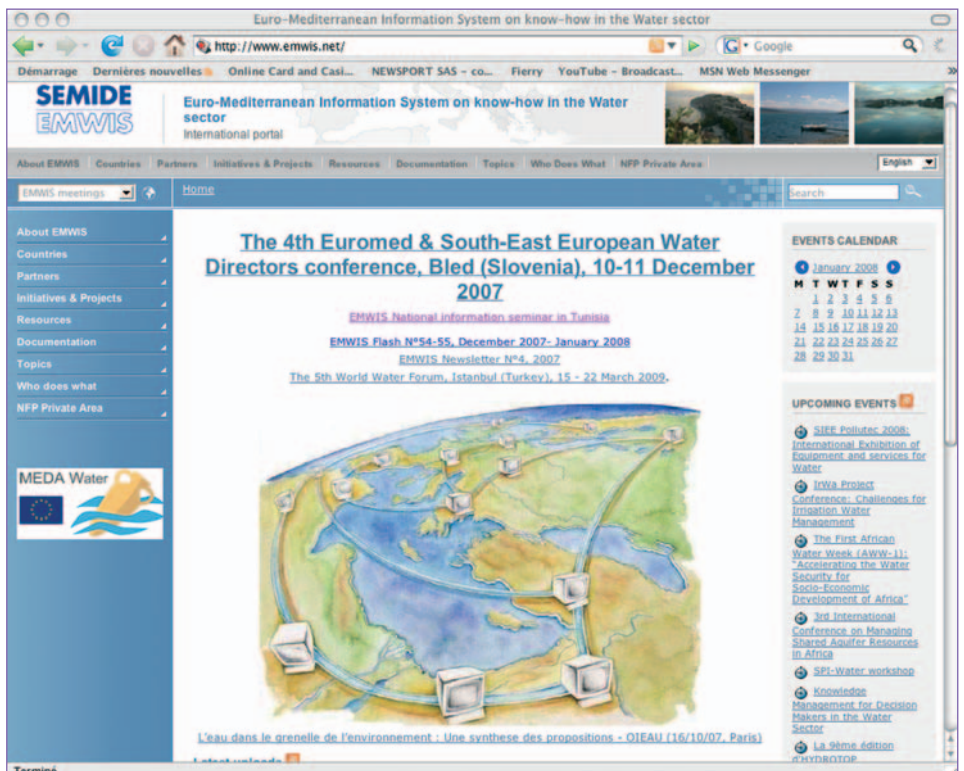 Euro-Mediterranean Information System on know-how in the Water sector
http://www.emwis.net/
G
Google
Démarrage
Dernières nouvelles
Online Card and Casi...
NEWSPORT SAS - co...
Fierry
YouTube - Broadcast...
MSN Web Messenger
SEMIDE
EMWIS
Euro-Mediterranean Information System on know-how in the Water
sector
International portal
About EMWIS
Countries
Partners
Initiatives & Projects
Resources
Documentation
Topics
Who Does What
NFP Private Area
English
EMWIS meetings
Home
Search
About EMWIS
Countries
Partners
Initiatives & Projects
Resources
Documentation
Topics
Who does what
NFP Private Area
MEDA Water
The 4th Euromed & South-East European Water
Directors conference, Bled (Slovenia), 10-11 December
2007
EMWIS National information seminar in Tunisia
EMWIS Flash N°54-55, December 2007- January 2008
EMWIS Newsletter N°4, 2007
The 5th World Water Forum, Istanbul (Turkey), 15 - 22 March 2009.
L'eau dans le grenelle de l'environnement : Une synthese des propositions - OIEAU (16/10/07, Paris)
Latest uploads
EVENTS CALENDAR
January 2008
M T W T F S S
1 2 3 4 5 6
7 8 9 10 11 12 13
14 15 16 17 18 19 20
21 22 23 24 25 26 27
28 29 30 31
UPCOMING EVENTS
SIEE Pollutec 2008:
International Exhibition of
Equipment and services for
Water
IrWa Project
Conference: Challenges for
Irrigation Water
Management
The First African
Water Week (AWW-1):
"Accelerating the Water
Security for
Socio-Economic
Development of Africa"
3rd International
Conference on Managing
Shared Aquifer Resources
in Africa
SPI-Water workshop
Knowledge
Management for Decision
Makers in the Water
Sector
La 9ème édition
d'HYDROTOP
Terminé